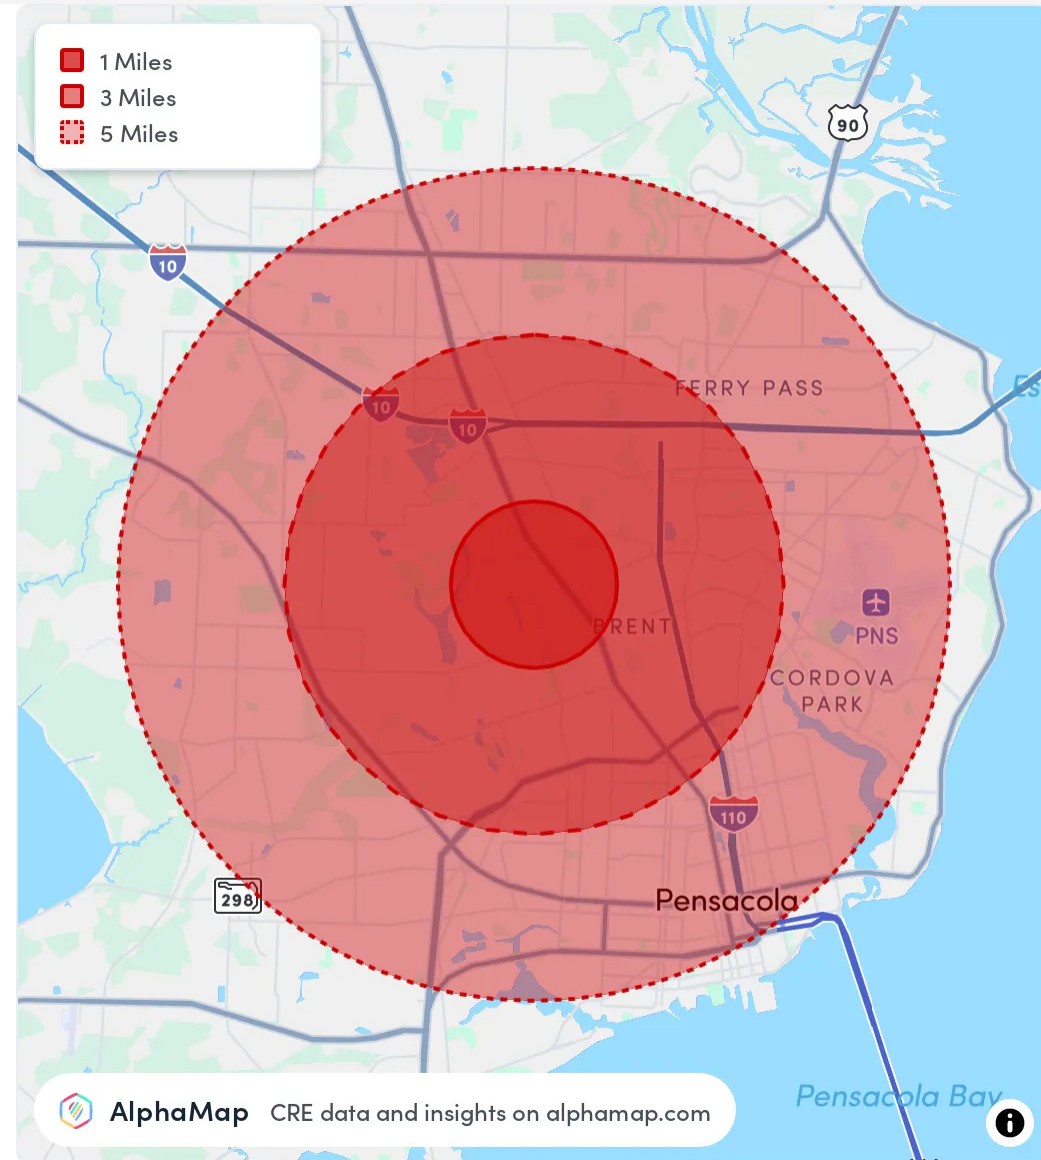 1 Miles
3 Miles
5 Miles
90
10
FERRY PASS
Es
10
10
BRENT
PNS
CORDOVA
PARK
110
298
Pensacola
Pensacola Bay
AlphaMap CRE data and insights on alphamap.com